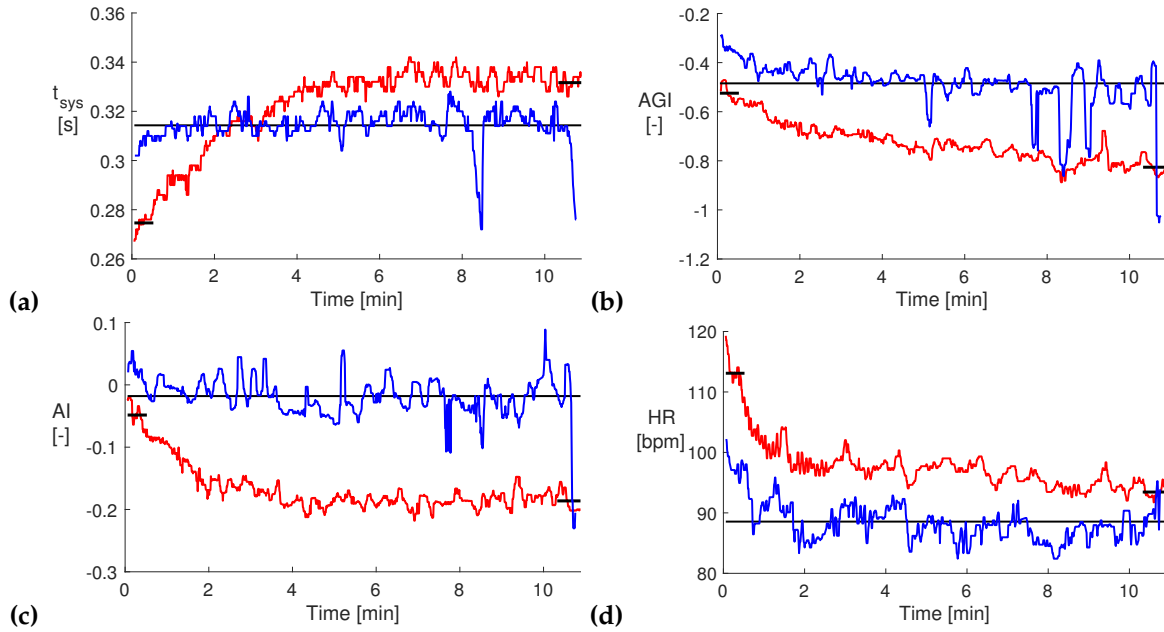 0.36
0.34
0.32
0.3
0.28
0.26
t_sys
[s]
0 2 4 6 8 10
Time [min]
(a)
-0.2
-0.4
-0.6
-0.8
-1
-1.2
AGI
[-]
0 2 4 6 8 10
Time [min]
(b)
0.1
0
-0.1
-0.2
-0.3
AI
[-]
0 2 4 6 8 10
Time [min]
(c)
120
110
100
90
80
HR
[bpm]
0 2 4 6 8 10
Time [min]
(d)